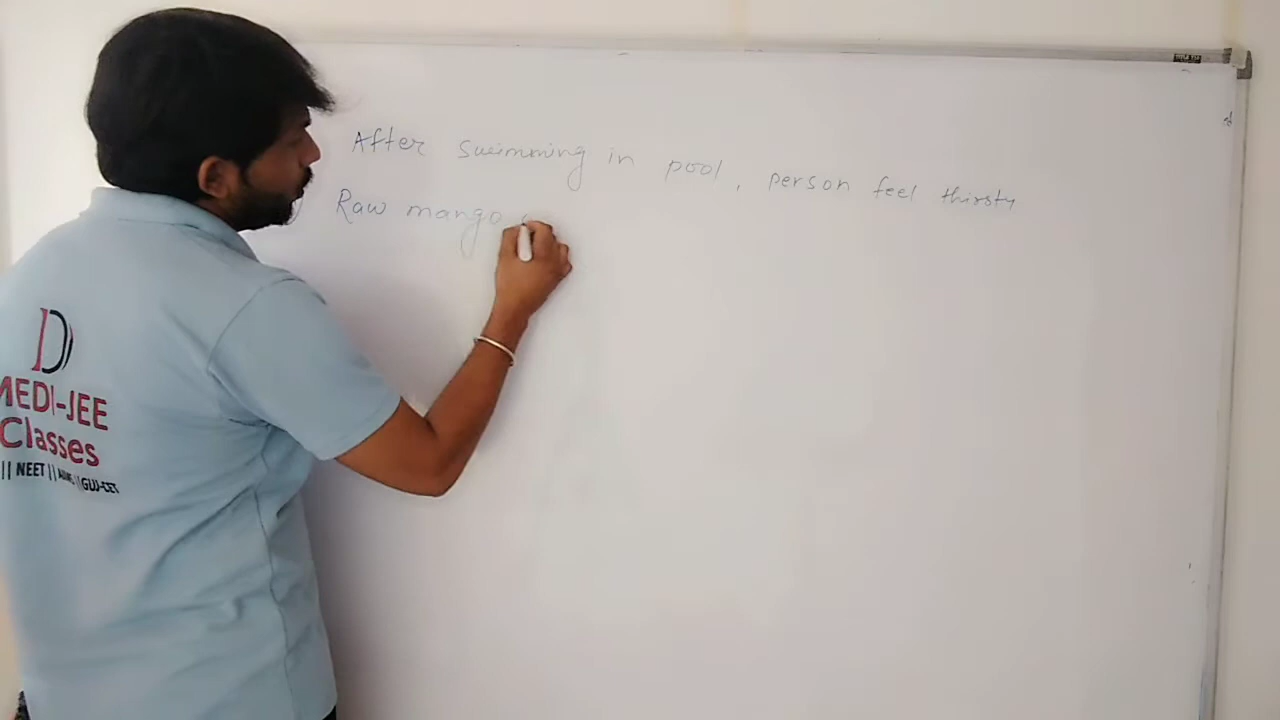 After swimming in pool, person feel thirsty
Raw mango
D
MEDI-JEE
Classes
|| NEET || AIIMS || GUJ-CET